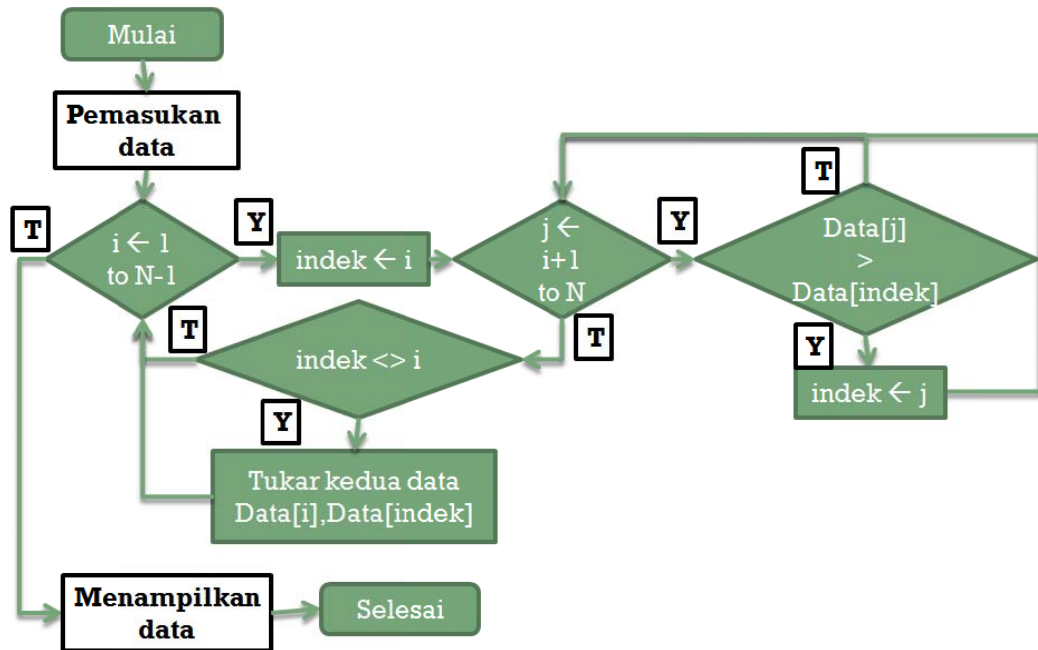 Mulai
Pemasukan
data
T
i ← 1
to N-1
Y
indek ← i
j ←
i+1
to N
Y
T
Data[j]
>
Data[indek]
Y
indek ← j
T
indek <> i
T
Y
Tukar kedua data
Data[i],Data[indek]
Menampilkan
data
Selesai